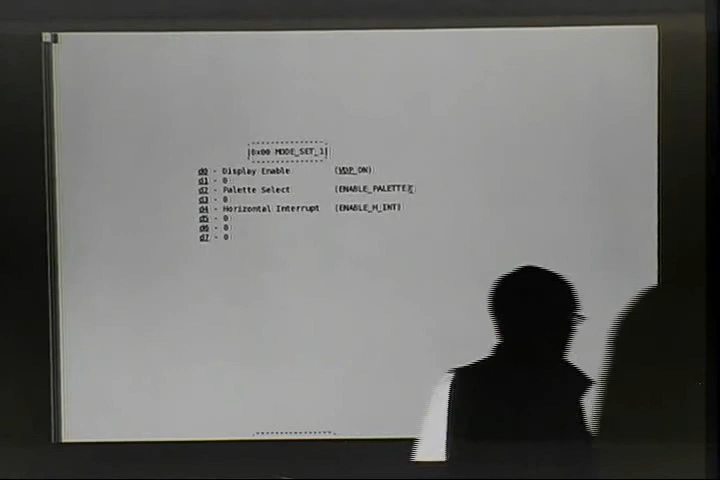 0x00 MODE_SET_1
d0 - Display Enable (VDP_ON)
d1 - 0
d2 - Palette Select (ENABLE_PALETTE)
d3 - 0
d4 - Horizontal Interrupt (ENABLE_H_INT)
d5 - 0
d6 - 0
d7 - 0